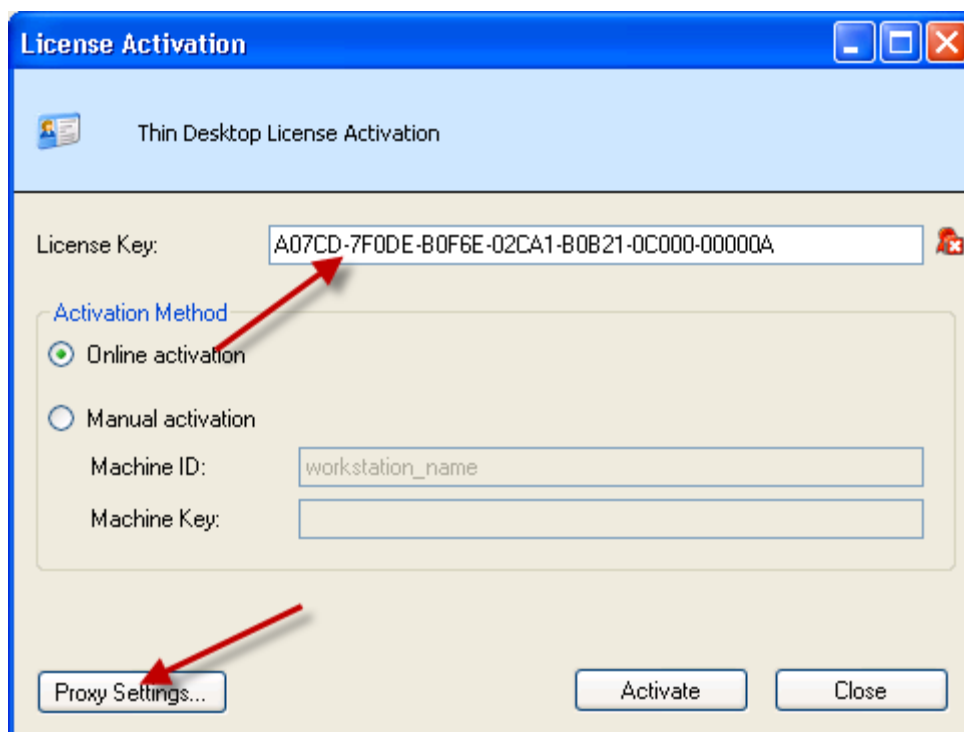 License Activation
Thin Desktop License Activation
License Key: A07CD-7F0DE-B0F6E-02CA1-B0B21-0C000-00000A
Activation Method
Online activation
Manual activation
Machine ID: workstation_name
Machine Key:
Proxy Settings... Activate Close